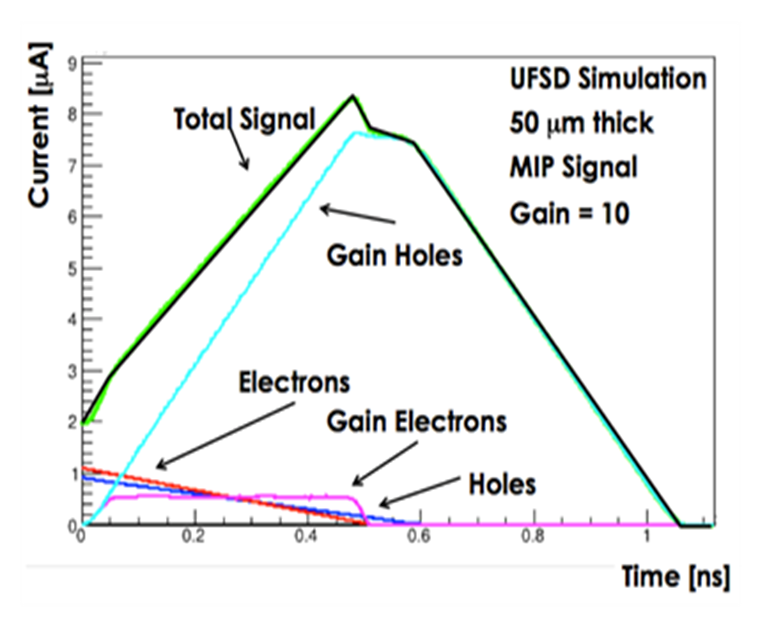 Current [μA]
9
8
7
6
5
4
3
2
1
0
UFSD Simulation
50 μm thick
MIP Signal
Gain = 10
Total Signal
Gain Holes
Electrons
Gain Electrons
Holes
0 0.2 0.4 0.6 0.8 1
Time [ns]